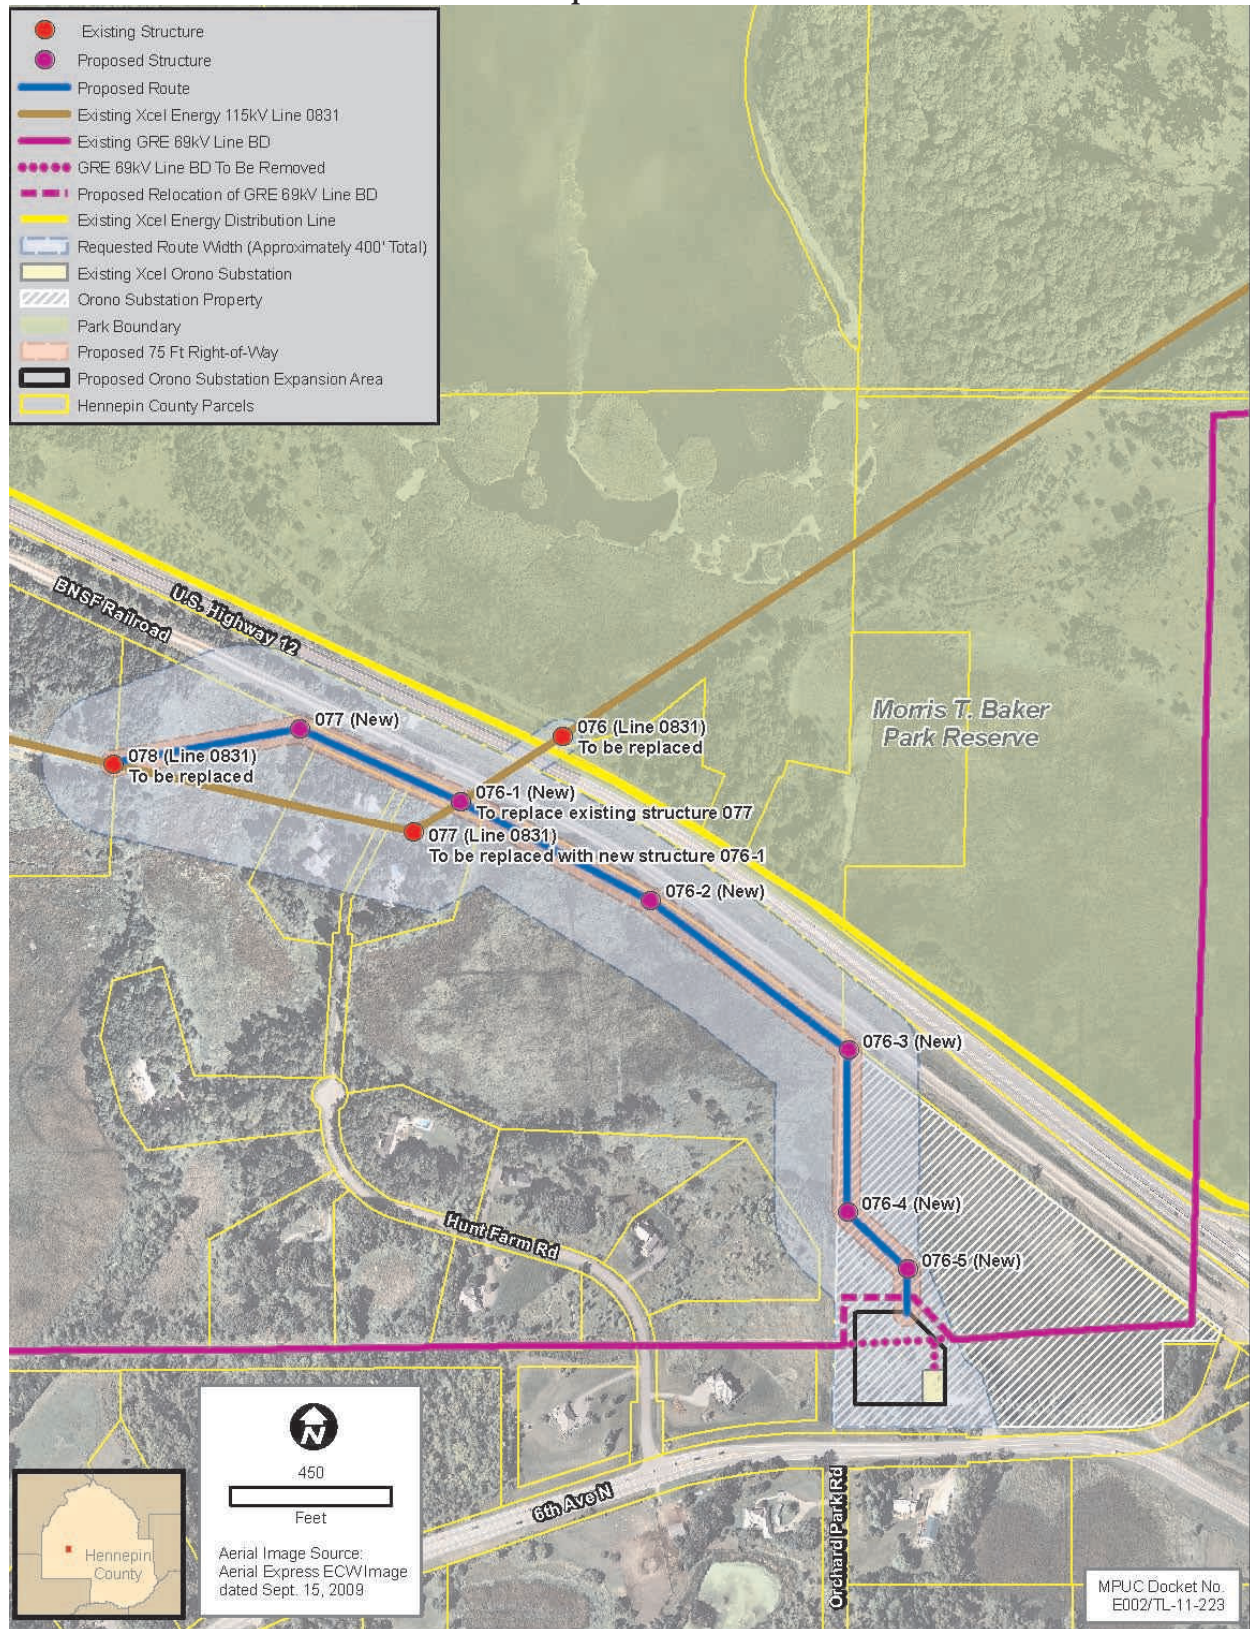 Existing Structure
Proposed Structure
Proposed Route
Existing Xcel Energy 115kV Line 0831
Existing GRE 69kV Line BD
GRE 69kV Line BD To Be Removed
Proposed Relocation of GRE 69kV Line BD
Existing Xcel Energy Distribution Line
Requested Route Width (Approximately 400' Total)
Existing Xcel Orono Substation
Orono Substation Property
Park Boundary
Proposed 75 Ft Right-of-Way
Proposed Orono Substation Expansion Area
Hennepin County Parcels
BNSF Railroad
U.S. Highway 12
077 (New)
076 (Line 0831)
To be replaced
Morris T. Baker
Park Reserve
078 (Line 0831)
To be replaced
076-1 (New)
To replace existing structure 077
077 (Line 0831)
To be replaced with new structure 076-1
076-2 (New)
076-3 (New)
076-4 (New)
Hunt Farm Rd
076-5 (New)
N
450
Feet
Aerial Image Source:
Aerial Express ECW Image
dated Sept. 15, 2009
Hennepin
County
6th Ave N
Orchard Park Rd
MPUC Docket No.
E002/TL-11-223